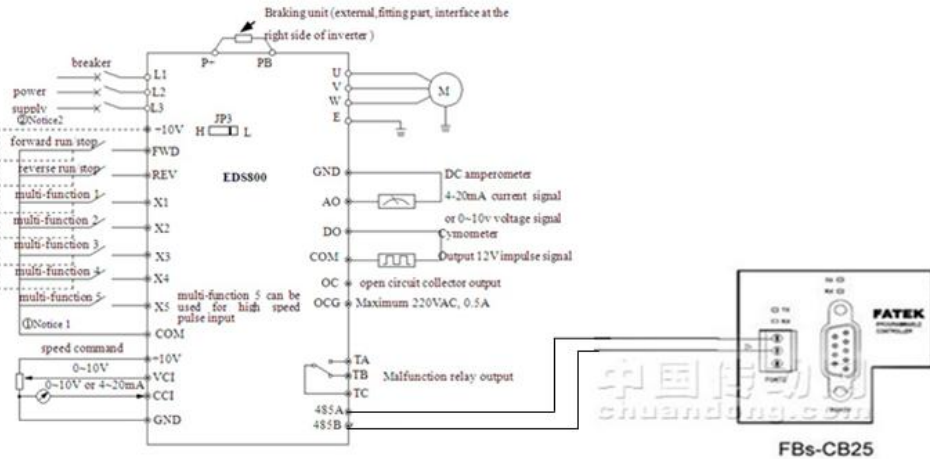 Braking unit (external,fitting part, interface at the
right side of inverter )
P-
PB
breaker
L1
power
L2
supply
L3
②Notice2
+10V
JP3
H
L
forward run/stop
FWD
reverse run/stop
REV
EDS800
multi-function 1
X1
multi-function 2
X2
multi-function 3
X3
multi-function 4
X4
multi-function 5
X5
multi-function 5 can be
used for high speed
pulse input
①Notice 1
COM
speed command
+10V
0~10V
VCI
0~10V or 4~20mA
CCI
GND
U
V
W
E
M
GND
DC amperometer
AO
4-20mA current signal
or 0~10v voltage signal
DO
Cymometer
COM
Output 12V impulse signal
OC
open circuit collector output
OCG
Maximum 220VAC, 0.5A
TA
TB
Malfunction relay output
TC
485A
485B
FATEK
PROGRAMMABLE
CONTROLLER
中国传动网
chuandong.com
FBs-CB25